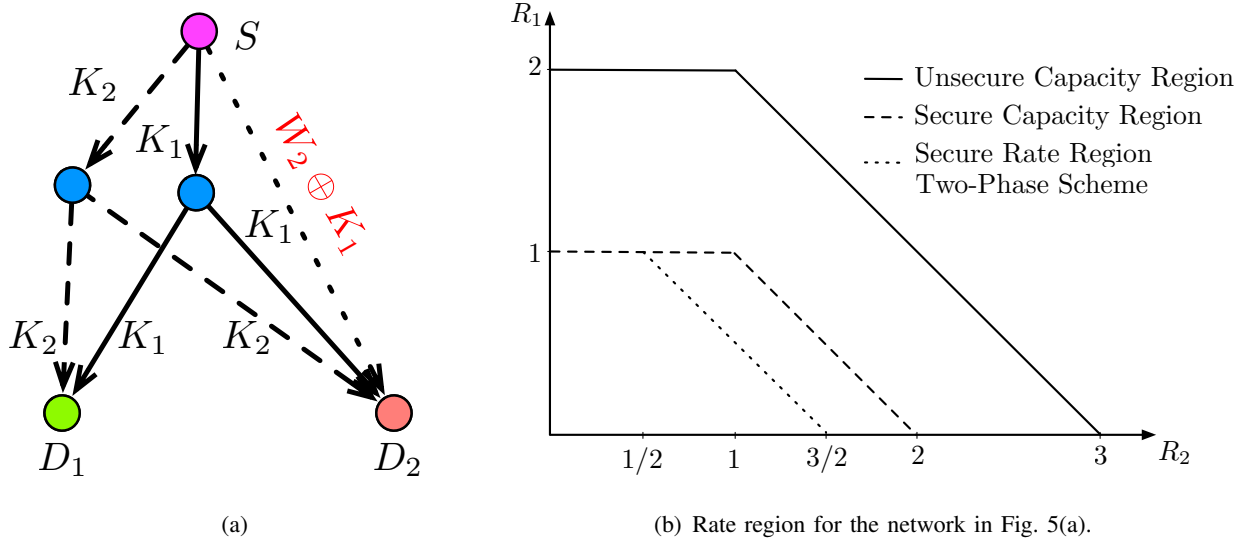 S
K₂
K₁
W₂ ⊗ K₁
K₁
K₂
K₁
K₂
D₁
D₂
(a)
R₁
2
1
1/2
1
3/2
2
3
R₂
Unsecure Capacity Region
Secure Capacity Region
Secure Rate Region
Two-Phase Scheme
(b) Rate region for the network in Fig. 5(a).